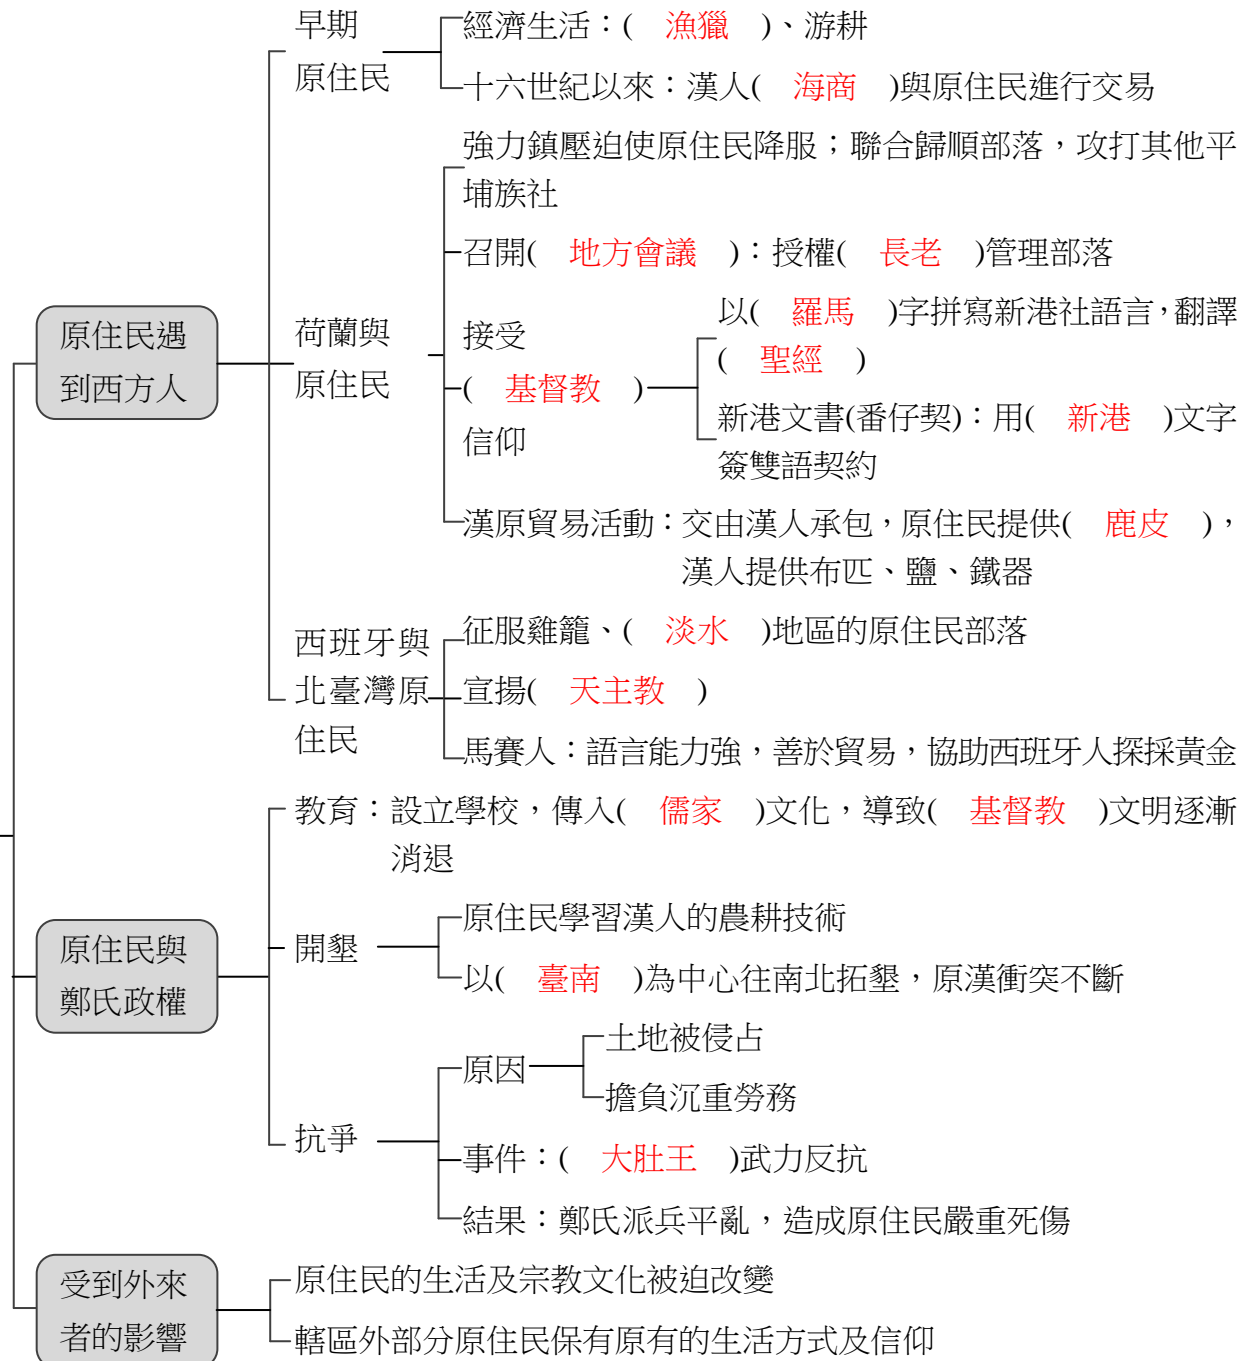 早期
原住民
經濟生活：( 漁獵 )、游耕
十六世紀以來：漢人( 海商 )與原住民進行交易
原住民遇
到西方人
荷蘭與
原住民
強力鎮壓迫使原住民降服；聯合歸順部落，攻打其他平
埔族社
召開( 地方會議 )：授權( 長老 )管理部落
接受
( 基督教 )
信仰
以( 羅馬 )字拼寫新港社語言，翻譯
( 聖經 )
新港文書(番仔契)：用( 新港 )文字
簽雙語契約
漢原貿易活動：交由漢人承包，原住民提供( 鹿皮 )，
漢人提供布匹、鹽、鐵器
西班牙與
北臺灣原
住民
征服雞籠、( 淡水 )地區的原住民部落
宣揚( 天主教 )
馬賽人：語言能力強，善於貿易，協助西班牙人探採黃金
原住民與
鄭氏政權
教育：設立學校，傳入( 儒家 )文化，導致( 基督教 )文明逐漸
消退
開墾
原住民學習漢人的農耕技術
以( 臺南 )為中心往南北拓墾，原漢衝突不斷
抗爭
原因
土地被侵占
擔負沉重勞務
事件：( 大肚王 )武力反抗
結果：鄭氏派兵平亂，造成原住民嚴重死傷
受到外來
者的影響
原住民的生活及宗教文化被迫改變
轄區外部分原住民保有原有的生活方式及信仰